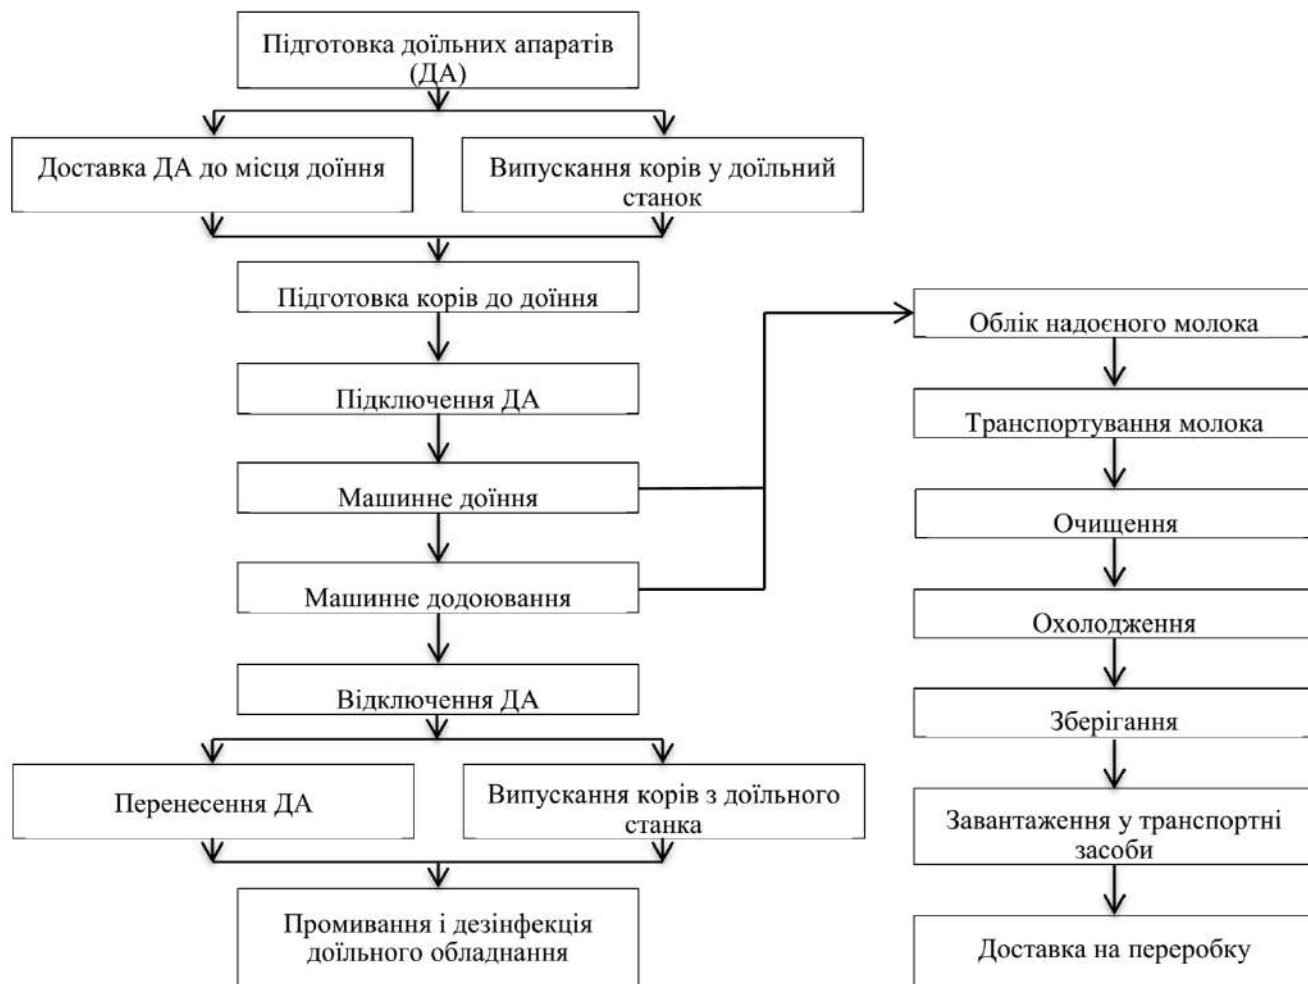 Підготовка доїльних апаратів
(ДА)
Доставка ДА до місця доїння
Випускання корів у доїльний
станок
Підготовка корів до доїння
Підключення ДА
Машинне доїння
Машинне додоювання
Відключення ДА
Перенесення ДА
Випускання корів з доїльного
станка
Промивання і дезінфекція
доїльного обладнання
Облік надоєного молока
Транспортування молока
Очищення
Охолодження
Зберігання
Завантаження у транспортні
засоби
Доставка на переробку